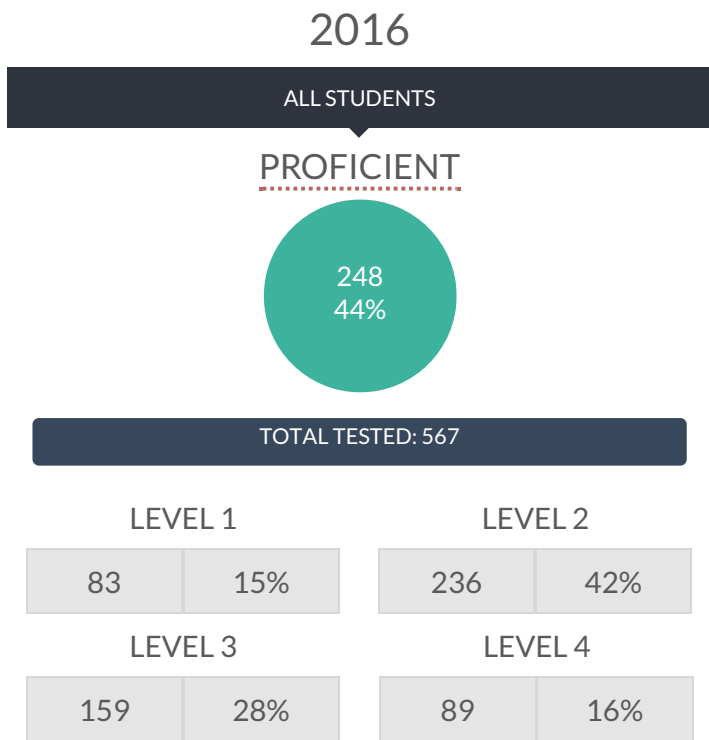 2016
ALL STUDENTS
PROFICIENT
248
44%
TOTAL TESTED: 567
LEVEL 1
83 15%
LEVEL 2
236 42%
LEVEL 3
159 28%
LEVEL 4
89 16%